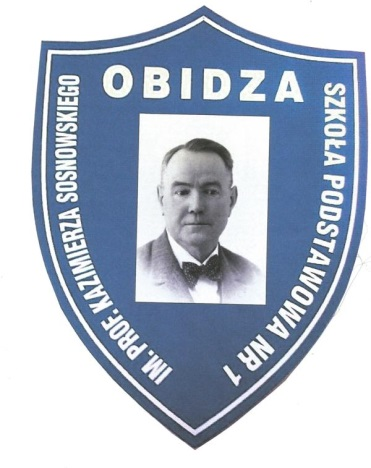 OBIDZA
SZKOŁA PODSTAWOWA NR 1
IM. PROF. KAZIMIERZA SOSNOWSKIEGO